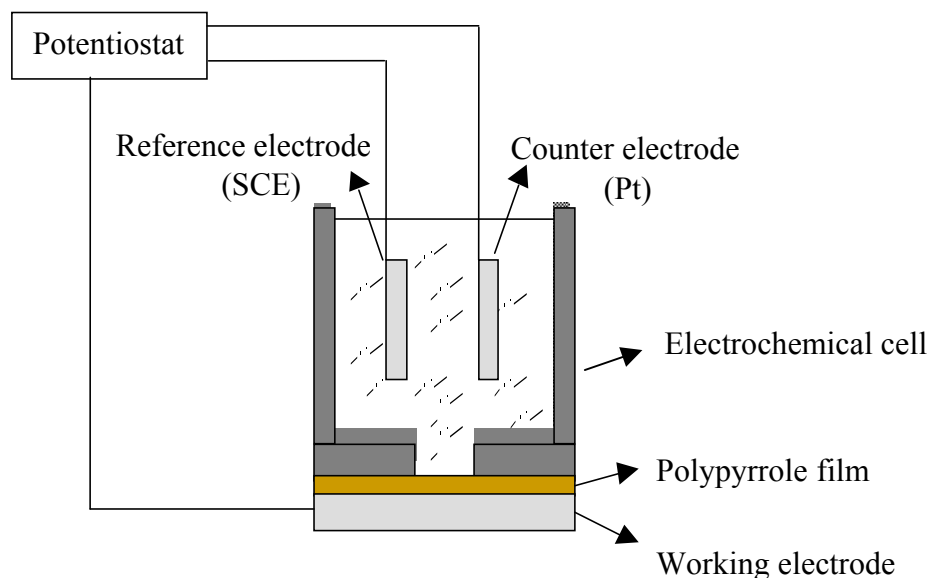 Potentiostat
Reference electrode
(SCE)
Counter electrode
(Pt)
Electrochemical cell
Polypyrrole film
Working electrode